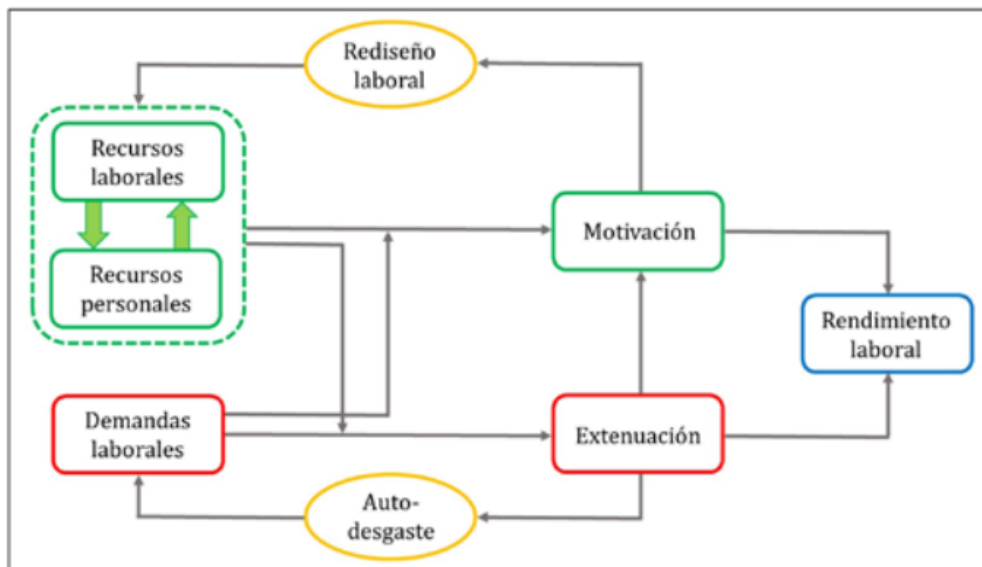 Rediseño
laboral
Recursos
laborales
Recursos
personales
Motivación
Rendimiento
laboral
Demandas
laborales
Extenuación
Auto-
desgaste